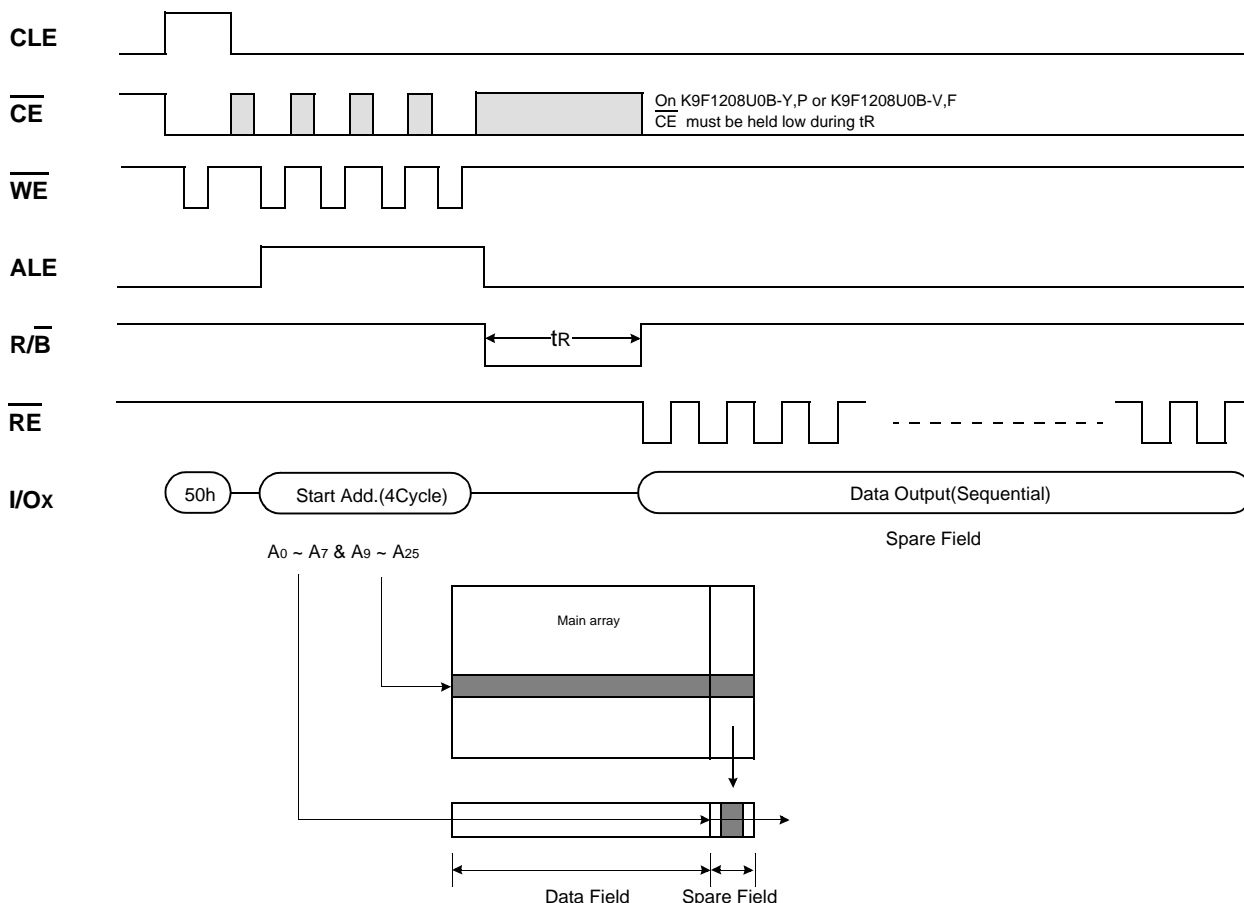 CLE
CE
On K9F1208U0B-Y,P or K9F1208U0B-V,F
CE must be held low during tR
WE
ALE
R/B
tR
RE
I/Ox
50h
Start Add.(4Cycle)
Data Output(Sequential)
Spare Field
A0 ~ A7 & A9 ~ A25
Main array
Data Field
Spare Field